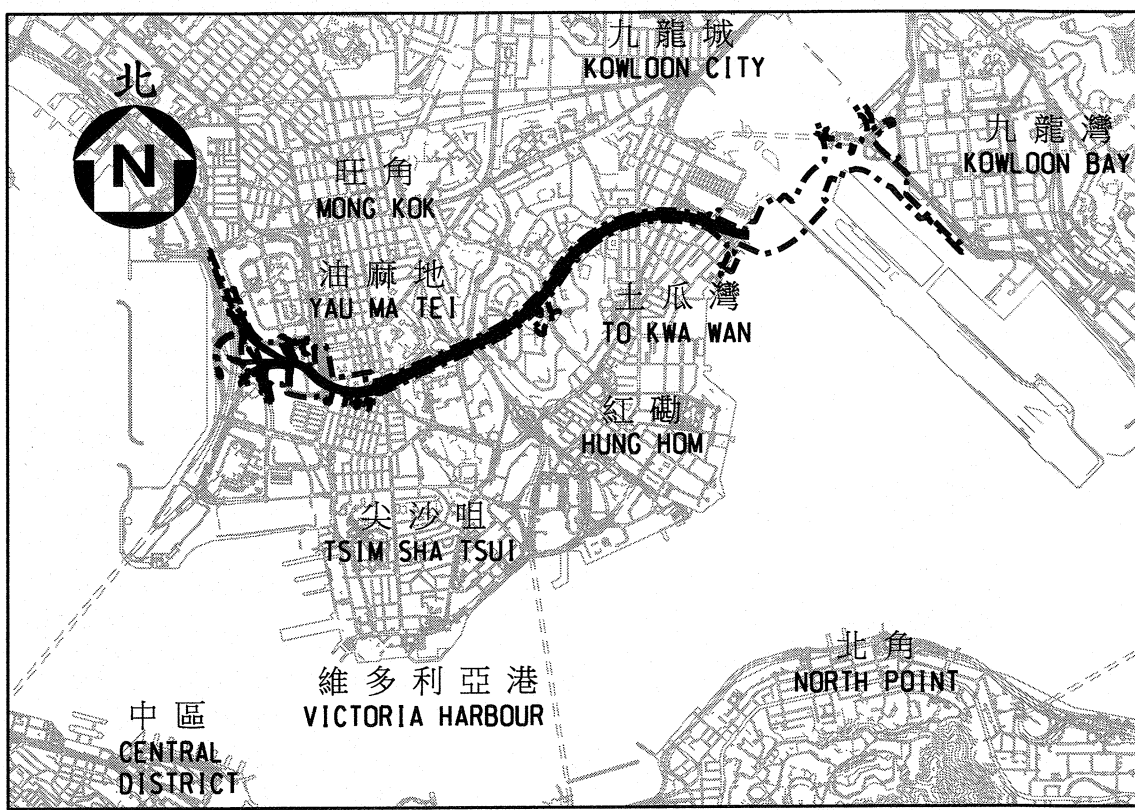 九龍城
KOWLOON CITY
北
N
九龍灣
KOWLOON BAY
旺角
MONG KOK
油麻地
YAU MA TEI
土瓜灣
TO KWA WAN
紅磡
HUNG HOM
尖沙咀
TSIM SHA TSUI
北角
NORTH POINT
維多利亞港
VICTORIA HARBOUR
中區
CENTRAL
DISTRICT